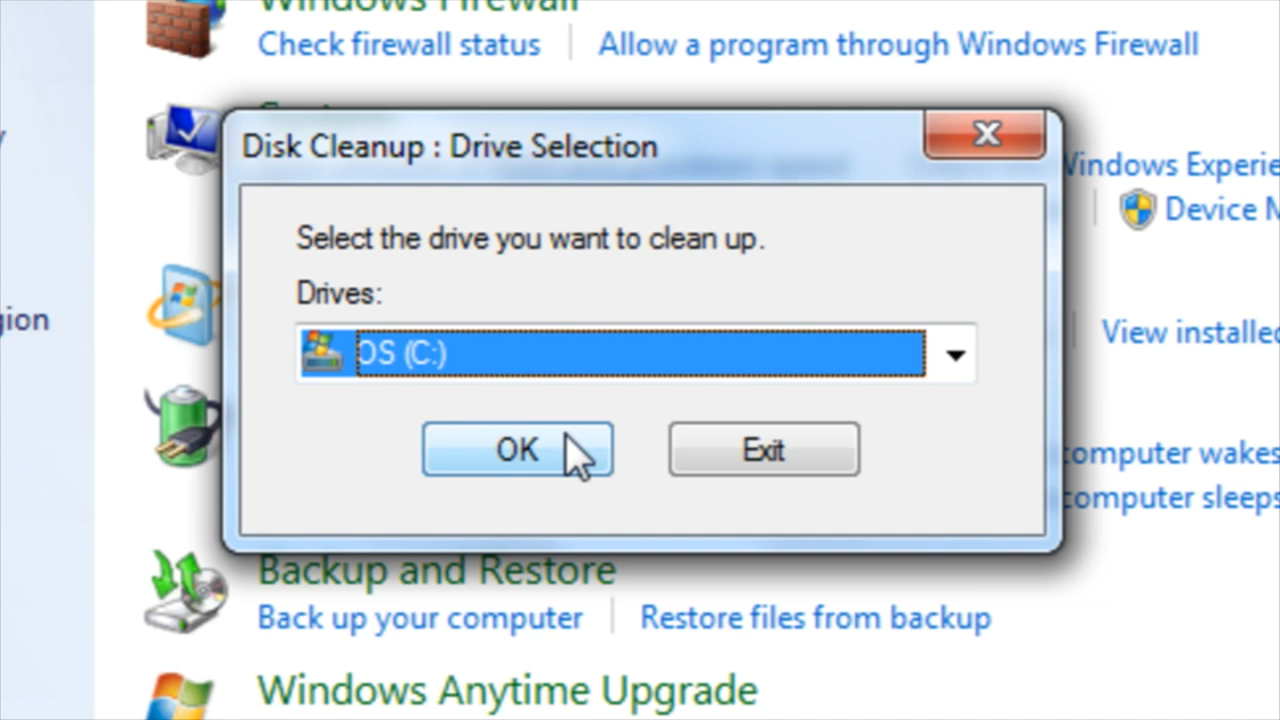 Windows Firewall
Check firewall status
Allow a program through Windows Firewall
Disk Cleanup : Drive Selection
Windows Experie
Device M
Select the drive you want to clean up.
Drives:
gion
View installed
OS (C:)
OK
Exit
computer wakes
computer sleeps
Backup and Restore
Back up your computer
Restore files from backup
Windows Anytime Upgrade